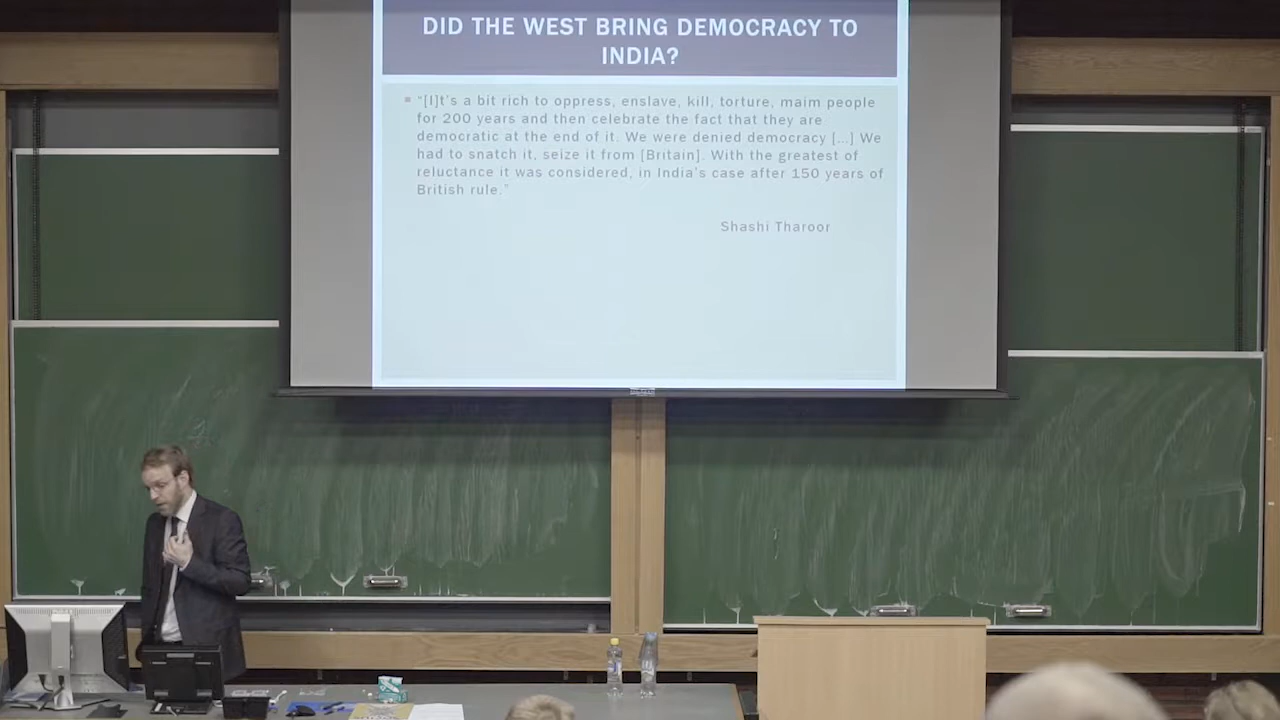 DID THE WEST BRING DEMOCRACY TO
INDIA?
"[I]t's a bit rich to oppress, enslave, kill, torture, maim people
for 200 years and then celebrate the fact that they are
democratic at the end of it. We were denied democracy [...] We
had to snatch it, seize it from [Britain]. With the greatest of
reluctance it was considered, in India's case after 150 years of
British rule."
Shashi Tharoor